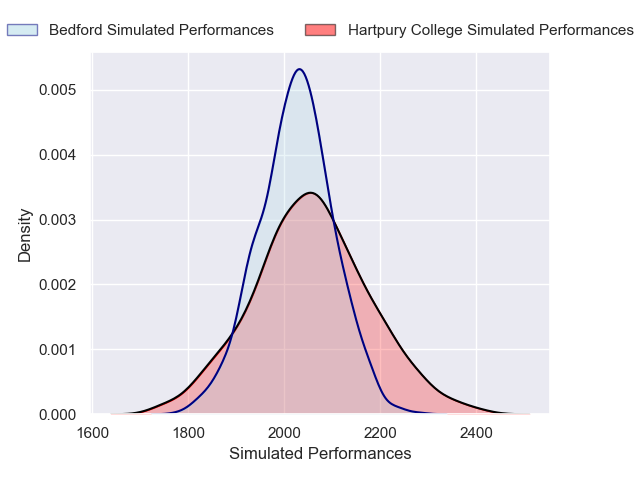 Bedford Simulated Performances
Hartpury College Simulated Performances
0.005
0.004
0.003
0.002
0.001
0.000
Density
1600 1800 2000 2200 2400
Simulated Performances